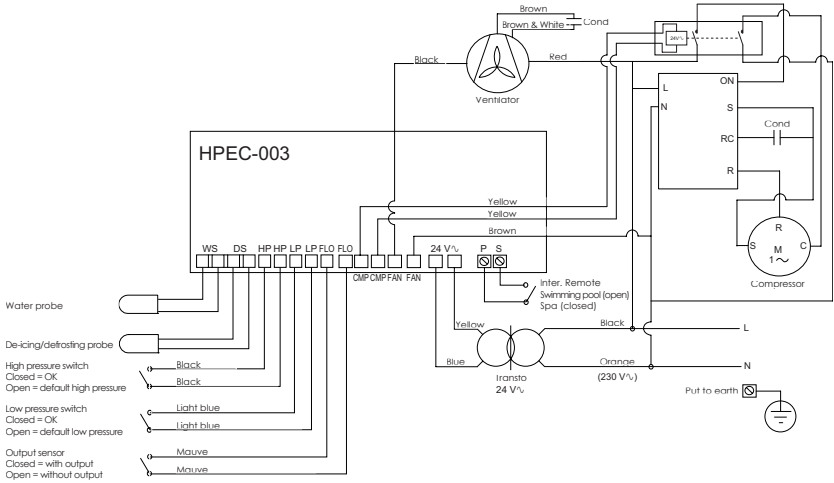 Brown
Brown & White
Cond
24V∿
Black
Red
Ventilator
ON
L
S
N
Cond
RC
R
HPEC-003
Yellow
Yellow
Brown
R
S
M
C
1∿
Compressor
WS DS HP HP LP LP FLO FLO
24 V∿
P S
CMP CMP FAN FAN
Inter. Remote
Swimming pool (open)
Spa (closed)
Water probe
De-icing/defrosting probe
Yellow
Black
L
Blue
Orange
N
Transfo
24 V∿
(230 V∿)
Put to earth
High pressure switch
Closed = OK
Open = default high pressure
Black
Black
Low pressure switch
Closed = OK
Open = default low pressure
Light blue
Light blue
Output sensor
Closed = with output
Open = without output
Mauve
Mauve